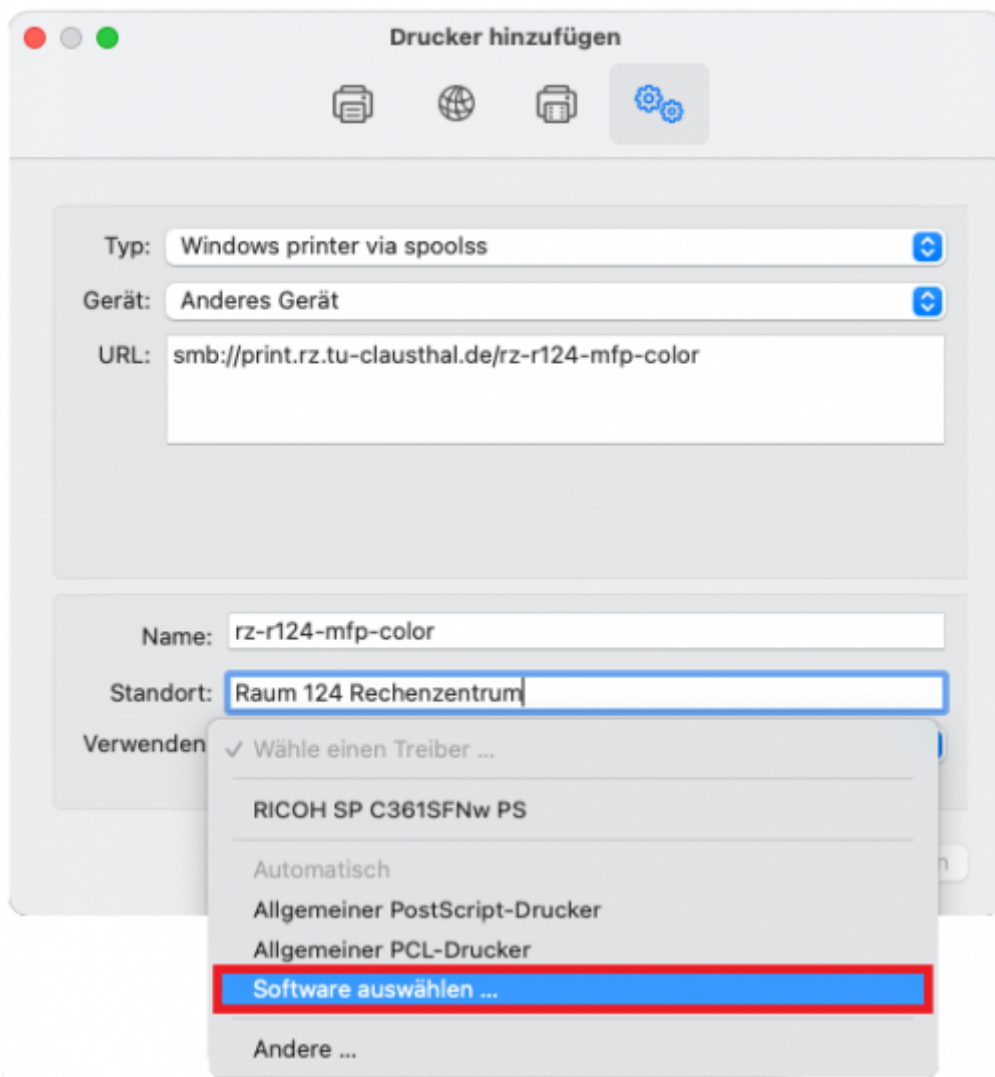 Drucker hinzufügen
Typ: Windows printer via spoolss
Gerät: Anderes Gerät
URL: smb://print.rz.tu-clausthal.de/rz-r124-mfp-color
Name: rz-r124-mfp-color
Standort: Raum 124 Rechenzentrum
Verwenden
✓ Wähle einen Treiber ...
RICOH SP C361SFNw PS
Automatisch
Allgemeiner PostScript-Drucker
Allgemeiner PCL-Drucker
Software auswählen ...
Andere ...